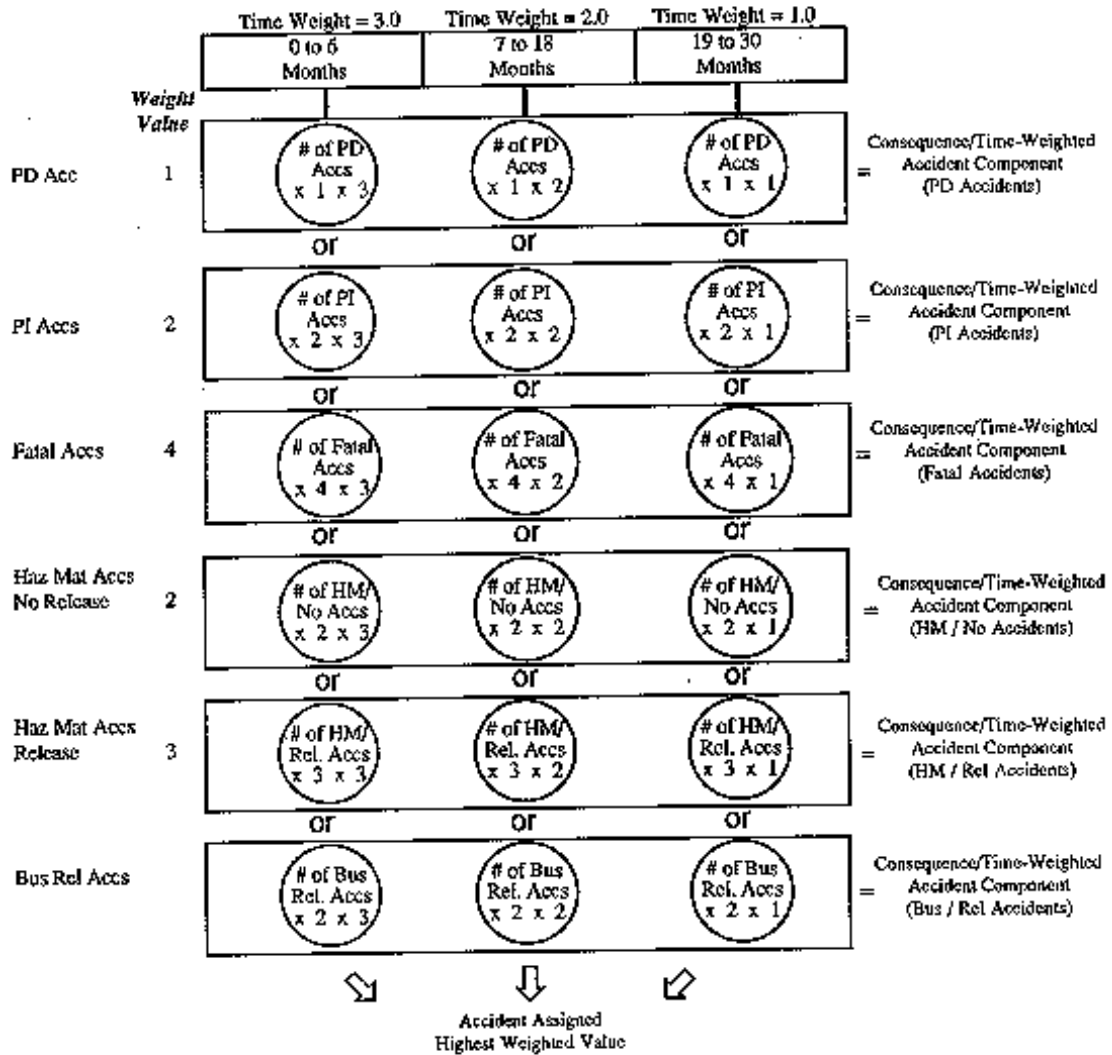 Time Weight = 3.0 Time Weight = 2.0 Time Weight = 1.0
0 to 6 7 to 18 19 to 30
Months Months Months
Weight
Value
PD Acc 1
# of PD # of PD # of PD
Accs Accs Accs
x 1 x 3 x 1 x 2 x 1 x 1
= Consequence/Time-Weighted
Accident Component
(PD Accidents)
or or or
PI Accs 2
# of PI # of PI # of PI
Accs Accs Accs
x 2 x 3 x 2 x 2 x 2 x 1
= Consequence/Time-Weighted
Accident Component
(PI Accidents)
or or or
Fatal Accs 4
# of Fatal # of Fatal # of Fatal
Accs Accs Accs
x 4 x 3 x 4 x 2 x 4 x 1
= Consequence/Time-Weighted
Accident Component
(Fatal Accidents)
or or or
Haz Mat Accs
No Release 2
# of HM/ # of HM/ # of HM/
No Accs No Accs No Accs
x 2 x 3 x 2 x 2 x 2 x 1
= Consequence/Time-Weighted
Accident Component
(HM / No Accidents)
or or or
Haz Mat Accs
Release 3
# of HM/ # of HM/ # of HM/
Rel. Accs Rel. Accs Rel. Accs
x 3 x 3 x 3 x 2 x 3 x 1
= Consequence/Time-Weighted
Accident Component
(HM / Rel Accidents)
or or or
Bus Rel Accs
# of Bus # of Bus # of Bus
Rel. Accs Rel. Accs Rel. Accs
x 2 x 3 x 2 x 2 x 2 x 1
= Consequence/Time-Weighted
Accident Component
(Bus / Rel Accidents)
Accident Assigned
Highest Weighted Value